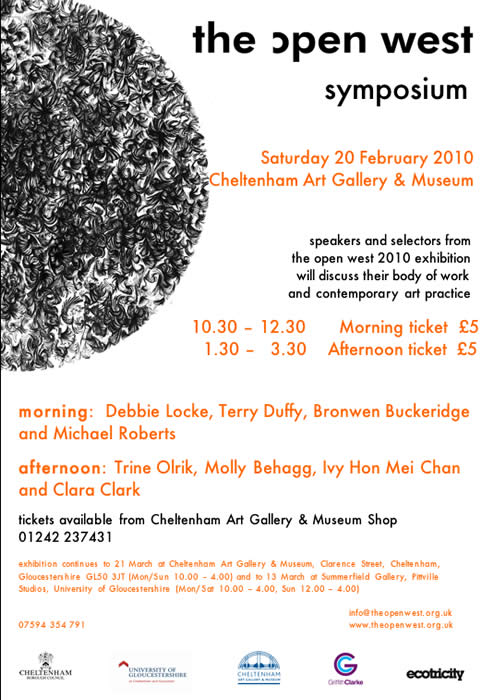 the open west
symposium
Saturday 20 February 2010
Cheltenham Art Gallery & Museum
speakers and selectors from
the open west 2010 exhibition
will discuss their body of work
and contemporary art practice
10.30 – 12.30 Morning ticket £5
1.30 – 3.30 Afternoon ticket £5
morning: Debbie Locke, Terry Duffy, Bronwen Buckeridge
and Michael Roberts
afternoon: Trine Olrik, Molly Behagg, Ivy Hon Mei Chan
and Clara Clark
tickets available from Cheltenham Art Gallery & Museum Shop
01242 237431
exhibition continues to 21 March at Cheltenham Art Gallery & Museum, Clarence Street, Cheltenham,
Gloucestershire GL50 3JT (Mon/Sun 10.00 – 4.00) and to 13 March at Summerfield Gallery, Pittville
Studios, University of Gloucestershire (Mon/Sat 10.00 – 4.00, Sun 12.00 – 4.00)
info@theopenwest.org.uk
07594 354 791 www.theopenwest.org.uk
CHELTENHAM
BOROUGH COUNCIL
UNIVERSITY OF
GLOUCESTERSHIRE
CHELTENHAM
ART GALLERY & MUSEUM
GriffithClarke
ecotricity